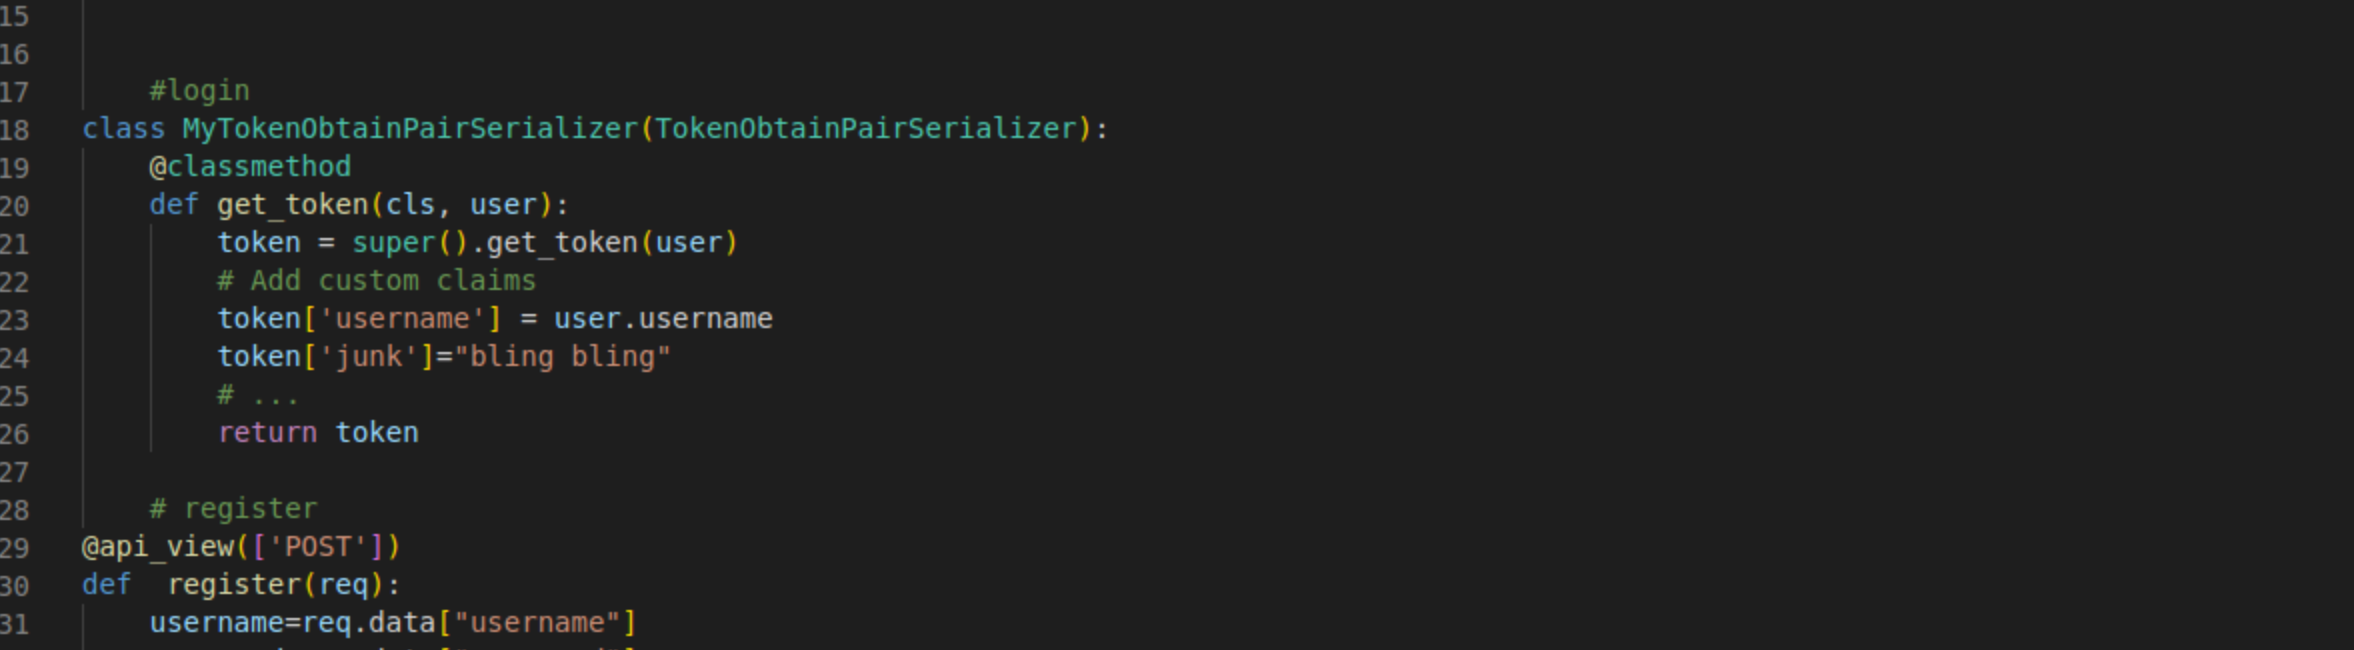 15
16
17 #login
18 class MyTokenObtainPairSerializer(TokenObtainPairSerializer):
19 @classmethod
20 def get_token(cls, user):
21 token = super().get_token(user)
22 # Add custom claims
23 token['username'] = user.username
24 token['junk']="bling bling"
25 # ...
26 return token
27
28 # register
29 @api_view(['POST'])
30 def  register(req):
31 username=req.data["username"]